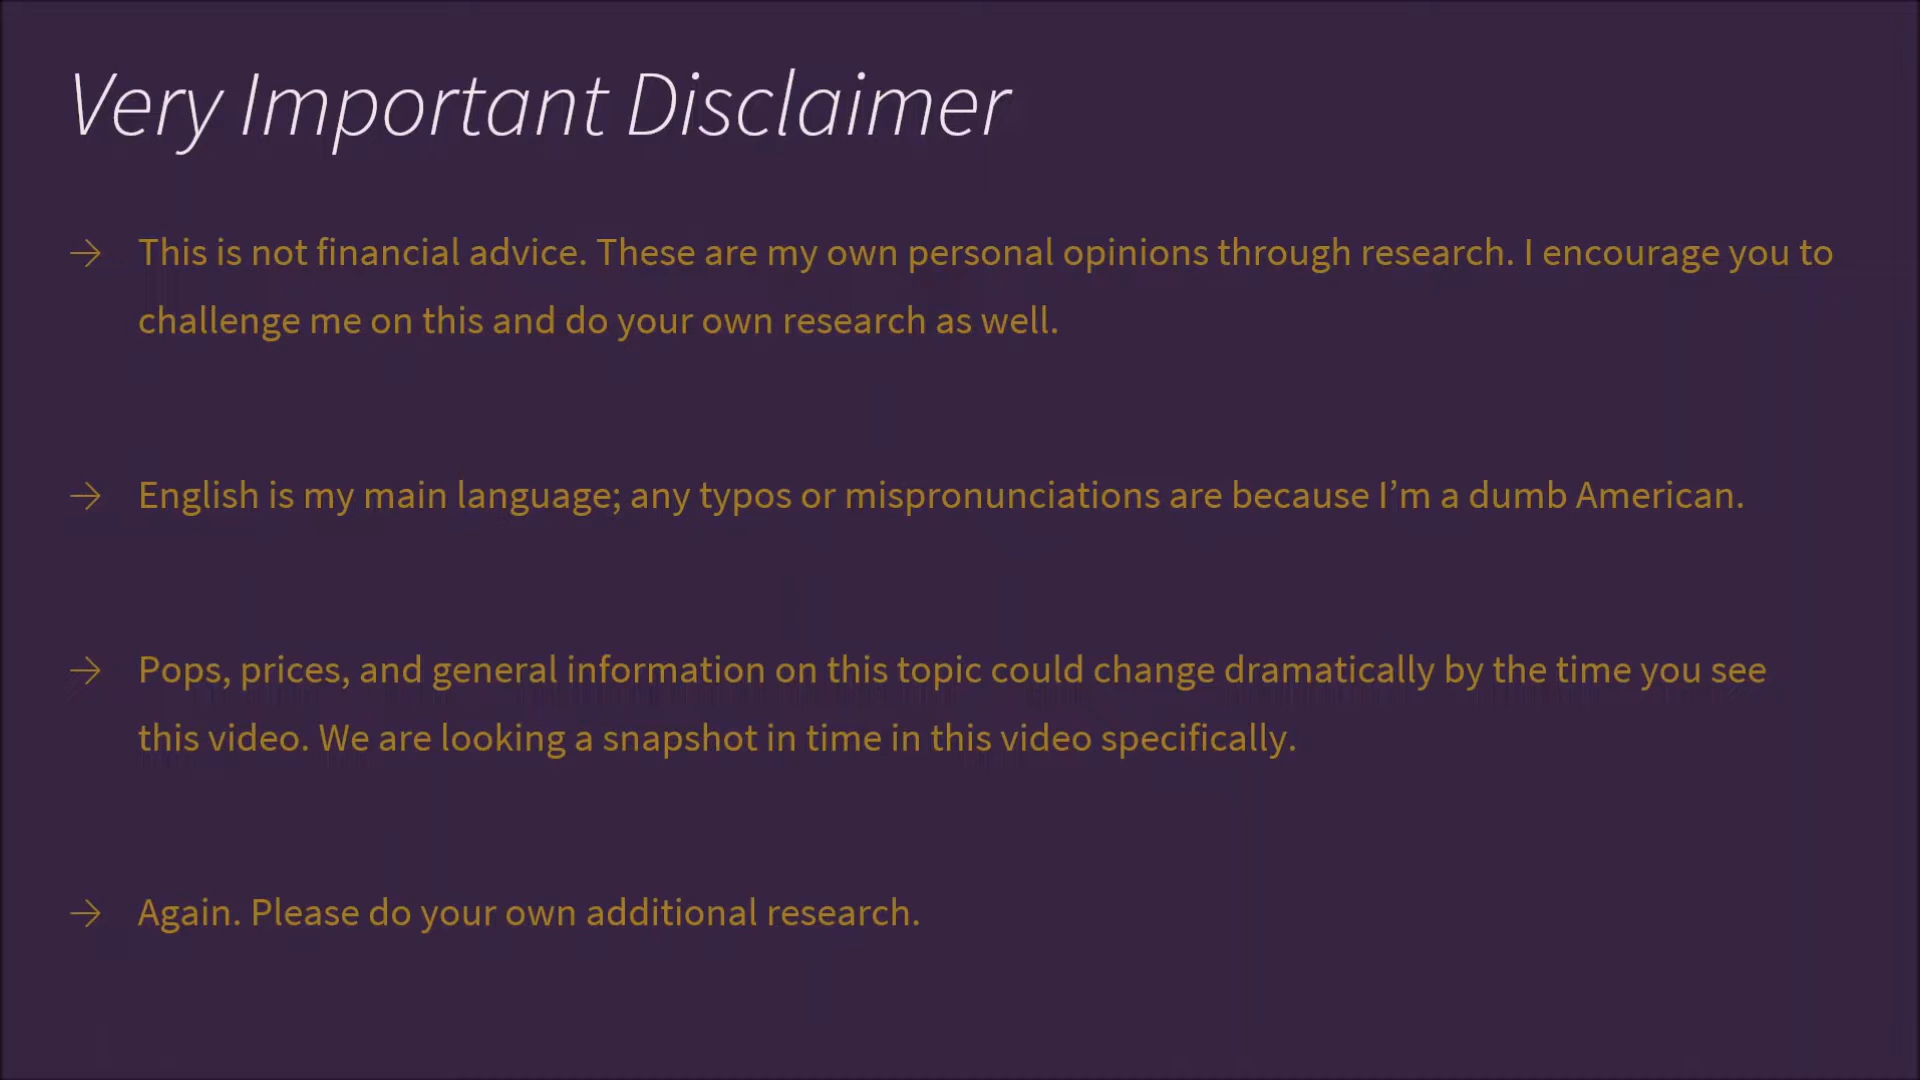 Very Important Disclaimer
→ This is not financial advice. These are my own personal opinions through research. I encourage you to
challenge me on this and do your own research as well.
→ English is my main language; any typos or mispronunciations are because I’m a dumb American.
→ Pops, prices, and general information on this topic could change dramatically by the time you see
this video. We are looking a snapshot in time in this video specifically.
→ Again. Please do your own additional research.